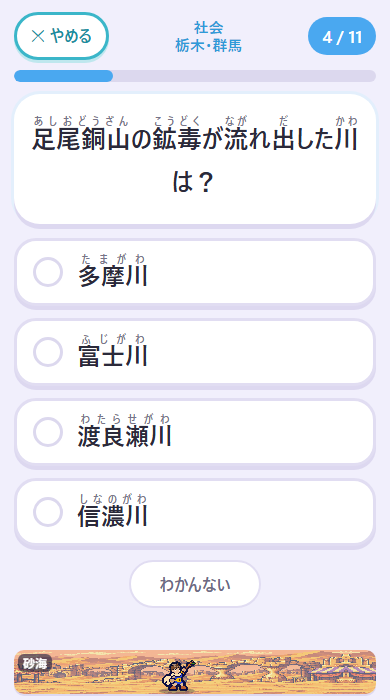 × やめる
社会
栃木・群馬
4 / 11
あしおどうざん こうどく なが だ かわ
足尾銅山の鉱毒が流れ出した川
は？
たまがわ
多摩川
ふじがわ
富士川
わたらせがわ
渡良瀬川
しなのがわ
信濃川
わかんない
砂海